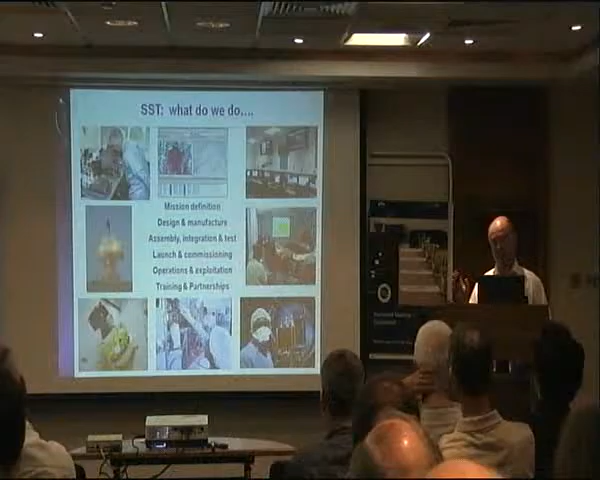 SST: what do we do....
Mission definition
Design & manufacture
Assembly, integration & test
Launch & commissioning
Operations & exploitation
Training & Partnerships